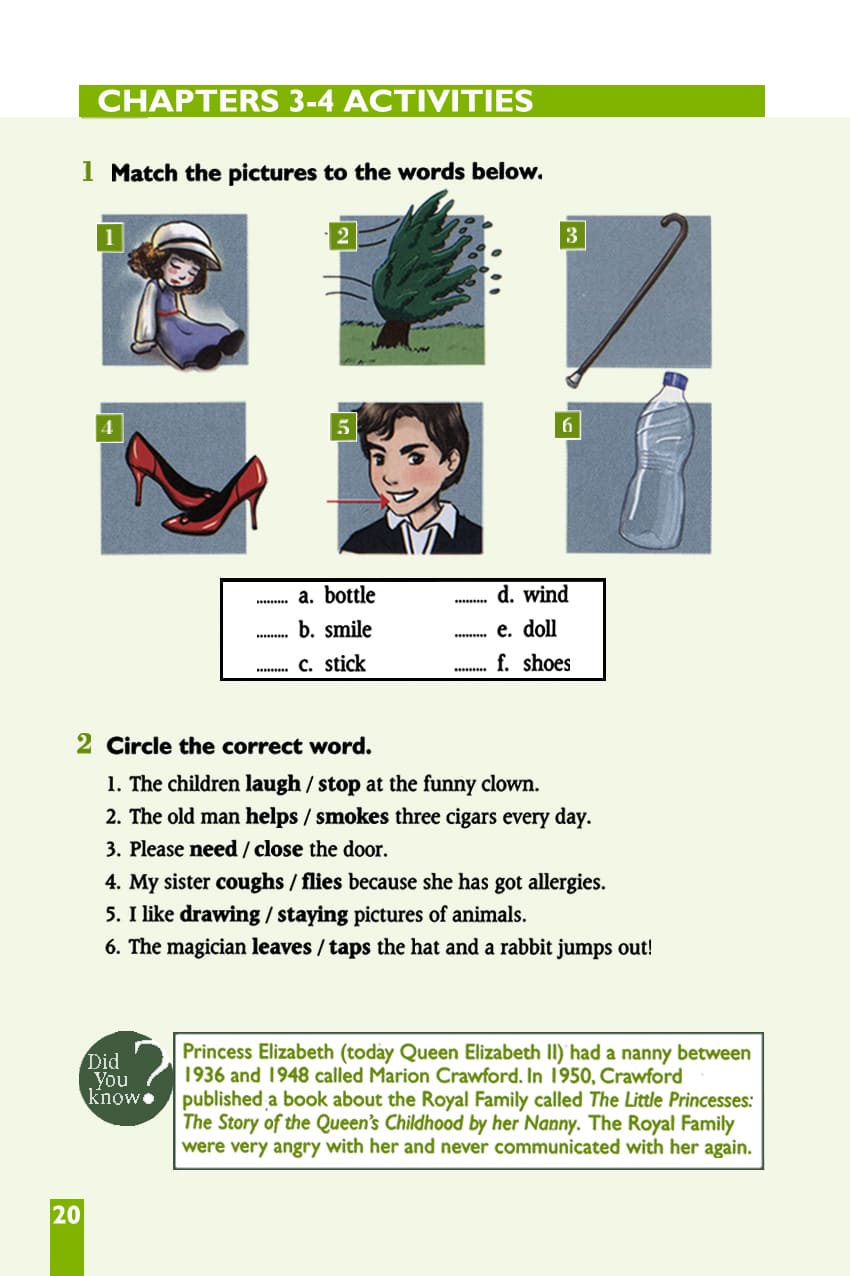 CHAPTERS 3-4 ACTIVITIES
1 Match the pictures to the words below.
1
2
3
4
5
6
......... a. bottle ......... d. wind
......... b. smile ......... e. doll
......... c. stick ......... f. shoes
2 Circle the correct word.
1. The children laugh / stop at the funny clown.
2. The old man helps / smokes three cigars every day.
3. Please need / close the door.
4. My sister coughs / flies because she has got allergies.
5. I like drawing / staying pictures of animals.
6. The magician leaves / taps the hat and a rabbit jumps out!
Did
you
know?
Princess Elizabeth (today Queen Elizabeth II) had a nanny between
1936 and 1948 called Marion Crawford. In 1950, Crawford
published a book about the Royal Family called The Little Princesses:
The Story of the Queen's Childhood by her Nanny. The Royal Family
were very angry with her and never communicated with her again.
20